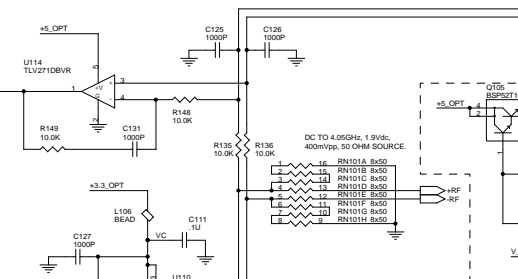 C125
1000P
C126
1000P
+5_OPT
U114
TLV271DBVR
5
+V
G
1
3
4
2
R148
10.0K
R149
10.0K
C131
1000P
R135
10.0K
R136
10.0K
DC TO 4.05GHz, 1.9Vdc,
400mVpp, 50 OHM SOURCE.
1 16 RN101A 8x50
2 15 RN101B 8x50
3 14 RN101C 8x50
4 13 RN101D 8x50
5 12 RN101E 8x50
6 11 RN101F 8x50
7 10 RN101G 8x50
8 9 RN101H 8x50
+RF
-RF
Q105
BSP52T1
+5_OPT
4
2
1
+3.3_OPT
L106
BEAD
VC
C111
.1U
C127
1000P
U110
V_